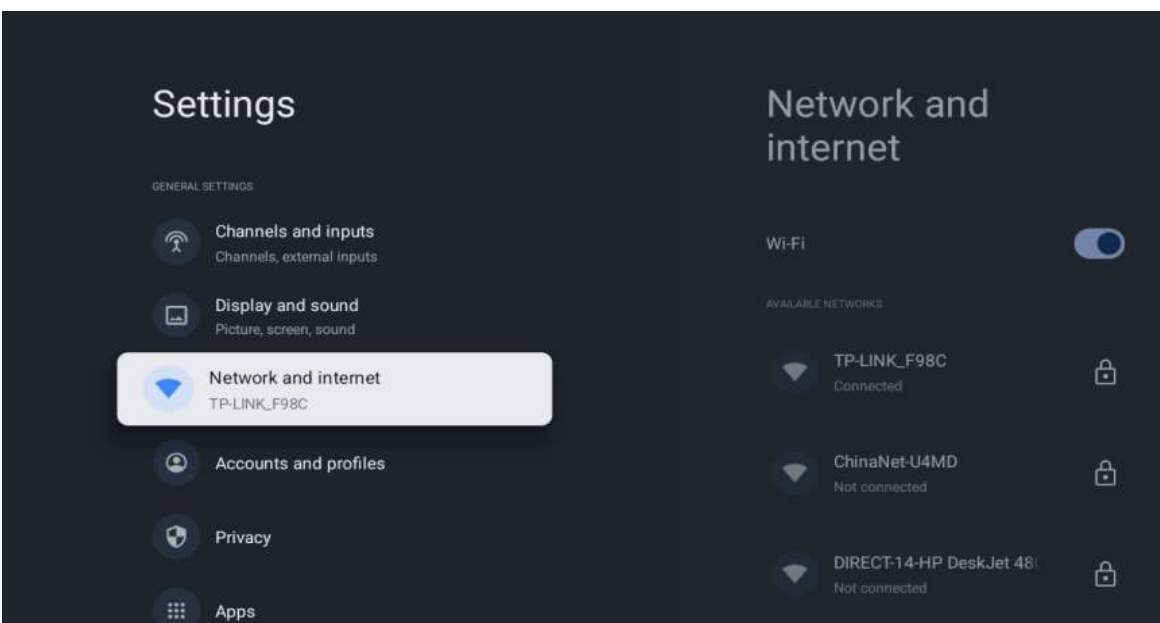 Settings
GENERAL SETTINGS
Channels and inputs
Channels, external inputs
Display and sound
Picture, screen, sound
Network and internet
TP-LINK_F98C
Accounts and profiles
Privacy
Apps
Network and
internet
Wi-Fi
AVAILABLE NETWORKS
TP-LINK_F98C
Connected
ChinaNet-U4MD
Not connected
DIRECT-14-HP DeskJet 48
Not connected